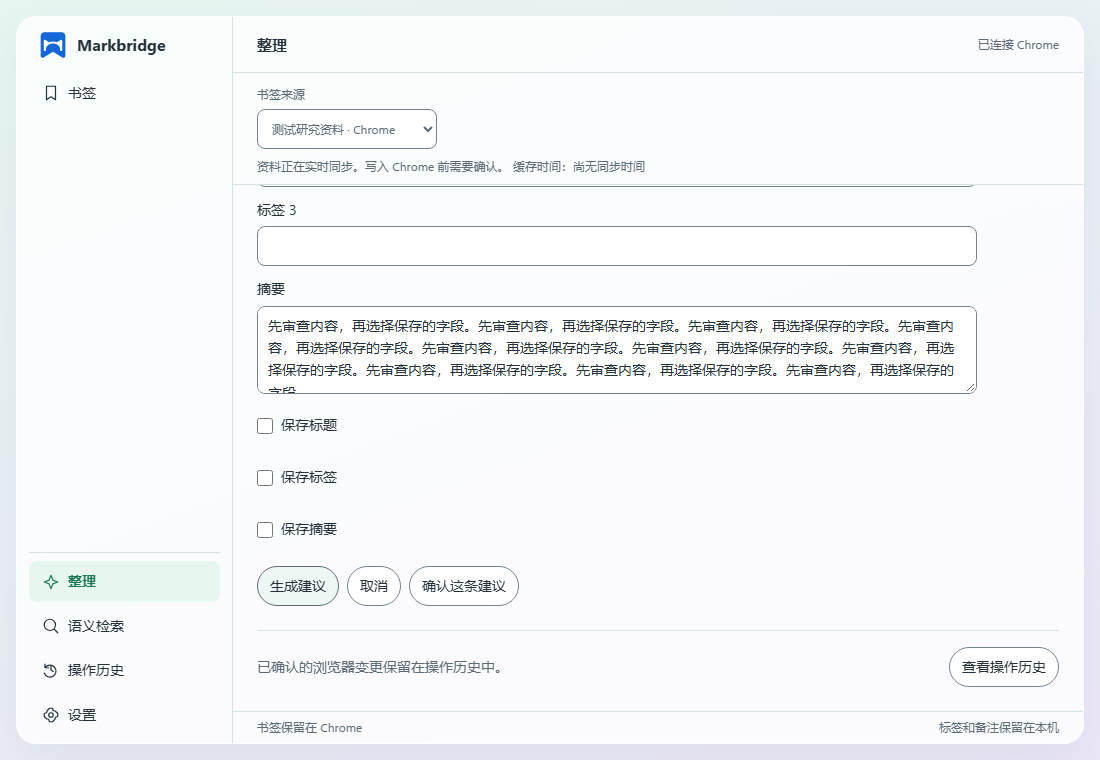 Markbridge
书签
整理
语义检索
操作历史
设置
整理
已连接 Chrome
书签来源
测试研究资料 · Chrome
资料正在实时同步。写入 Chrome 前需要确认。 缓存时间：尚无同步时间
标签 3
摘要
先审查内容，再选择保存的字段。先审查内容，再选择保存的字段。先审查内容，再选择保存的字段。先审查内
容，再选择保存的字段。先审查内容，再选择保存的字段。先审查内容，再选择保存的字段。先审查内容，再选
择保存的字段。先审查内容，再选择保存的字段。先审查内容，再选择保存的字段。先审查内容，再选择保存的
字段
保存标题
保存标签
保存摘要
生成建议
取消
确认这条建议
已确认的浏览器变更保留在操作历史中。
查看操作历史
书签保留在 Chrome
标签和备注保留在本机